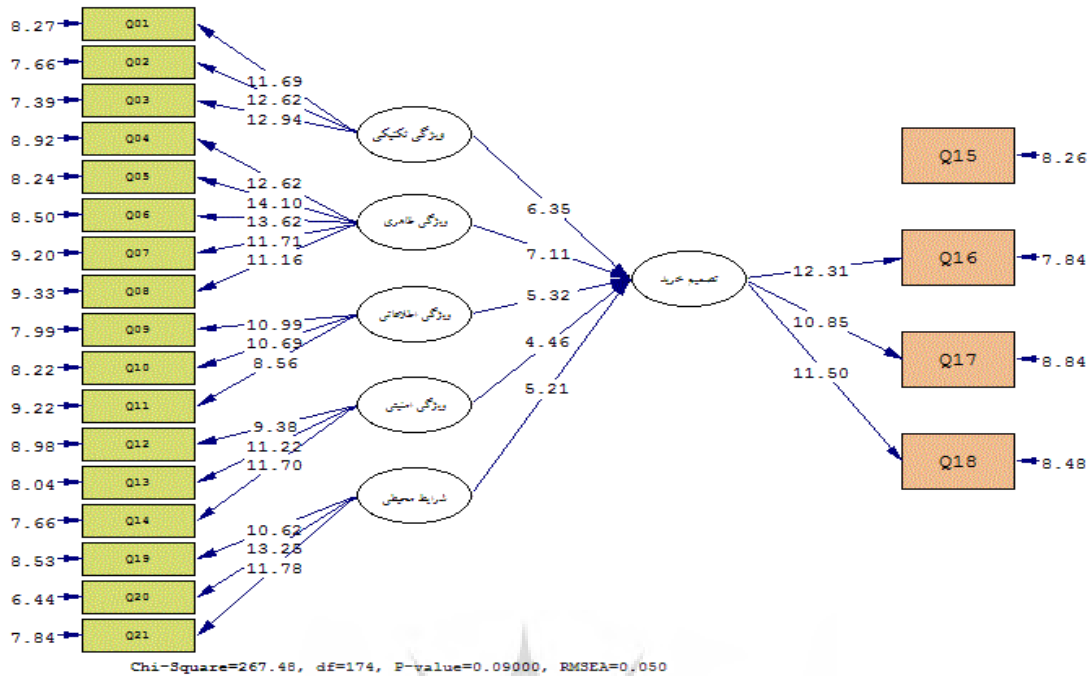 8.27 Q01
7.66 Q02
7.39 Q03
8.92 Q04
8.24 Q05
8.50 Q06
9.20 Q07
9.33 Q08
7.99 Q09
8.22 Q10
9.22 Q11
8.98 Q12
8.04 Q13
7.66 Q14
8.53 Q19
6.44 Q20
7.84 Q21
11.69
12.62
12.94
12.62
14.10
13.62
11.71
11.16
10.99
10.69
8.56
9.38
11.22
11.70
10.62
13.25
11.78
ویژگی تکنیکی
ویژگی ظاهری
ویژگی اطلاعاتی
ویژگی امنیتی
شرایط محیطی
6.35
7.11
5.32
4.46
5.21
تصمیم خرید
12.31
10.85
11.50
Q15 8.26
Q16 7.84
Q17 8.84
Q18 8.48
Chi-Square=267.48, df=174, P-value=0.09000, RMSEA=0.050